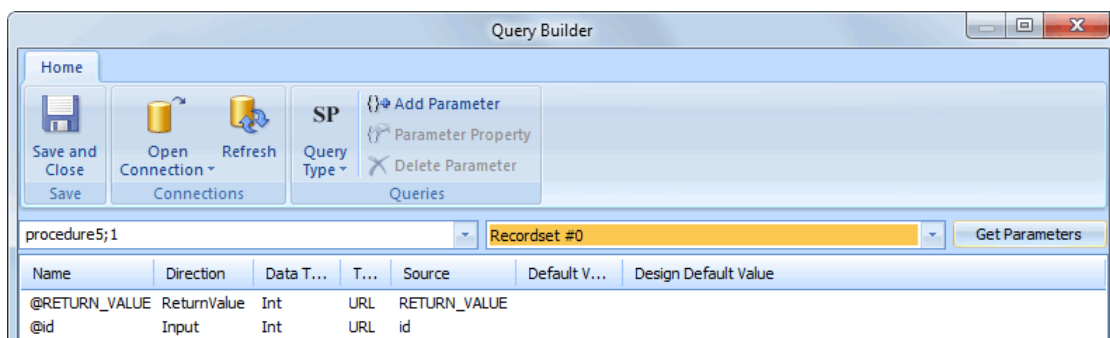 Query Builder
Home
Save and Close
Open Connection
Refresh
SP
Query Type
{} Add Parameter
Parameter Property
Delete Parameter
Save
Connections
Queries
procedure5;1
Recordset #0
Get Parameters
Name Direction Data T... T... Source Default V... Design Default Value
@RETURN_VALUE ReturnValue Int URL RETURN_VALUE
@id Input Int URL id